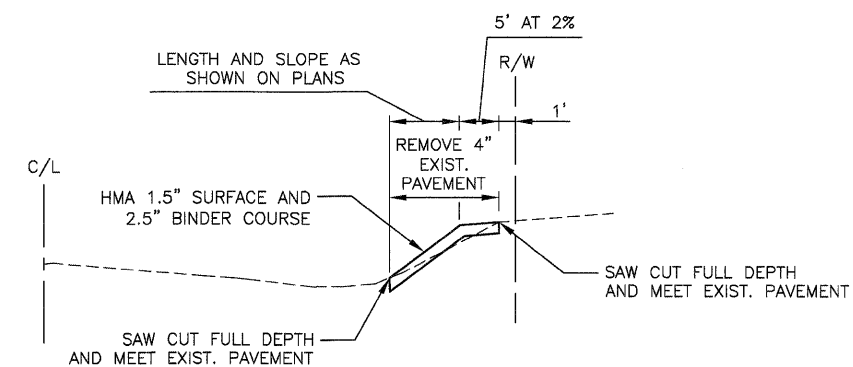 5' AT 2%
LENGTH AND SLOPE AS
SHOWN ON PLANS
R/W
1'
REMOVE 4"
EXIST.
PAVEMENT
C/L
HMA 1.5" SURFACE AND
2.5" BINDER COURSE
SAW CUT FULL DEPTH
AND MEET EXIST. PAVEMENT
SAW CUT FULL DEPTH
AND MEET EXIST. PAVEMENT